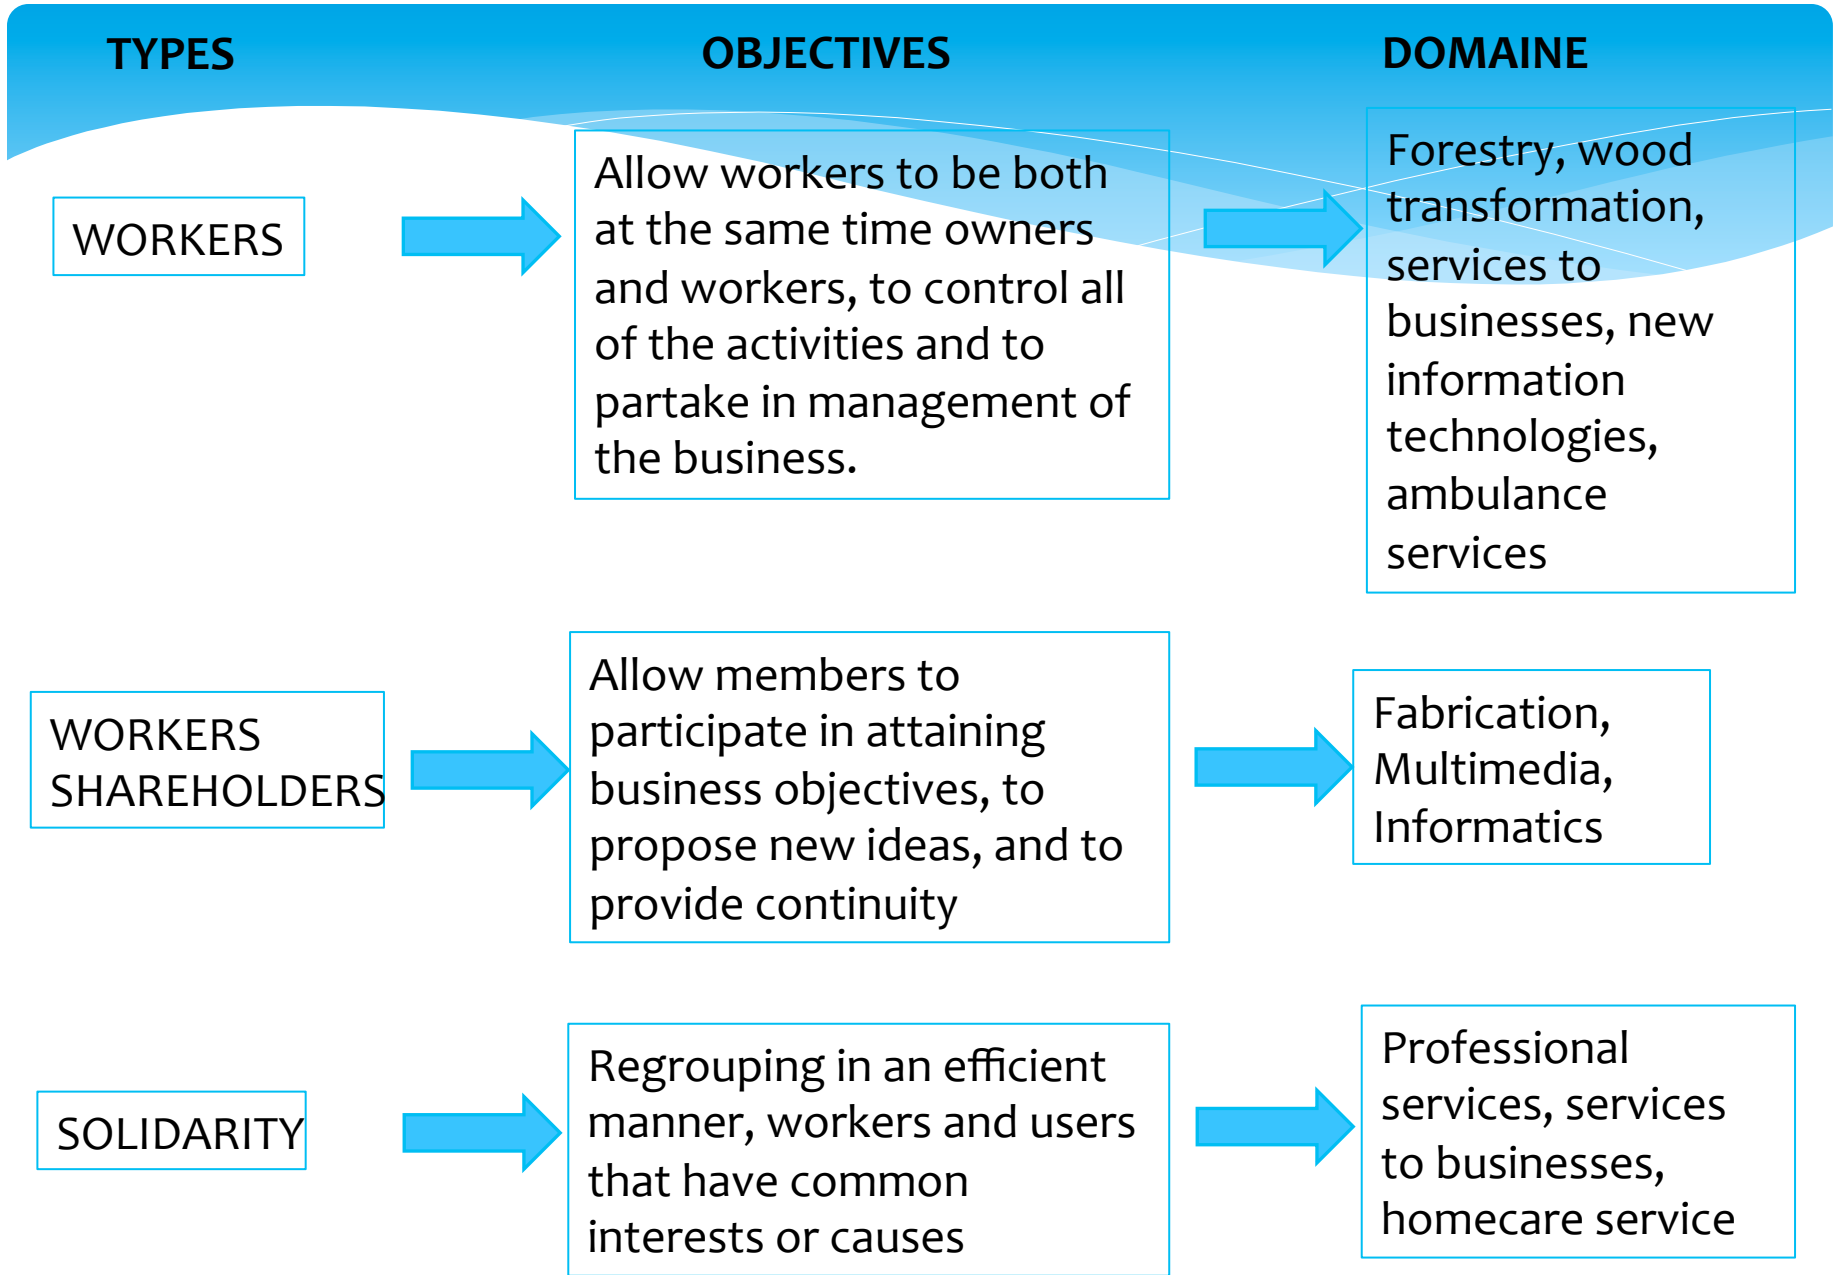 TYPES OBJECTIVES DOMAINE
WORKERS
Allow workers to be both
at the same time owners
and workers, to control all
of the activities and to
partake in management of
the business.
Forestry, wood
transformation,
services to
businesses, new
information
technologies,
ambulance
services
WORKERS
SHAREHOLDERS
Allow members to
participate in attaining
business objectives, to
propose new ideas, and to
provide continuity
Fabrication,
Multimedia,
Informatics
SOLIDARITY
Regrouping in an efficient
manner, workers and users
that have common
interests or causes
Professional
services, services
to businesses,
homecare service